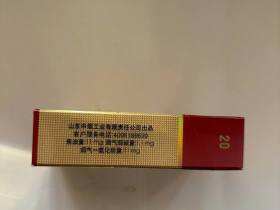 山东中烟工业有限责任公司出品
客户服务电话:4008188639
焦油量:11mg 烟气烟碱量:1.1mg
烟气一氧化碳量:11mg
20